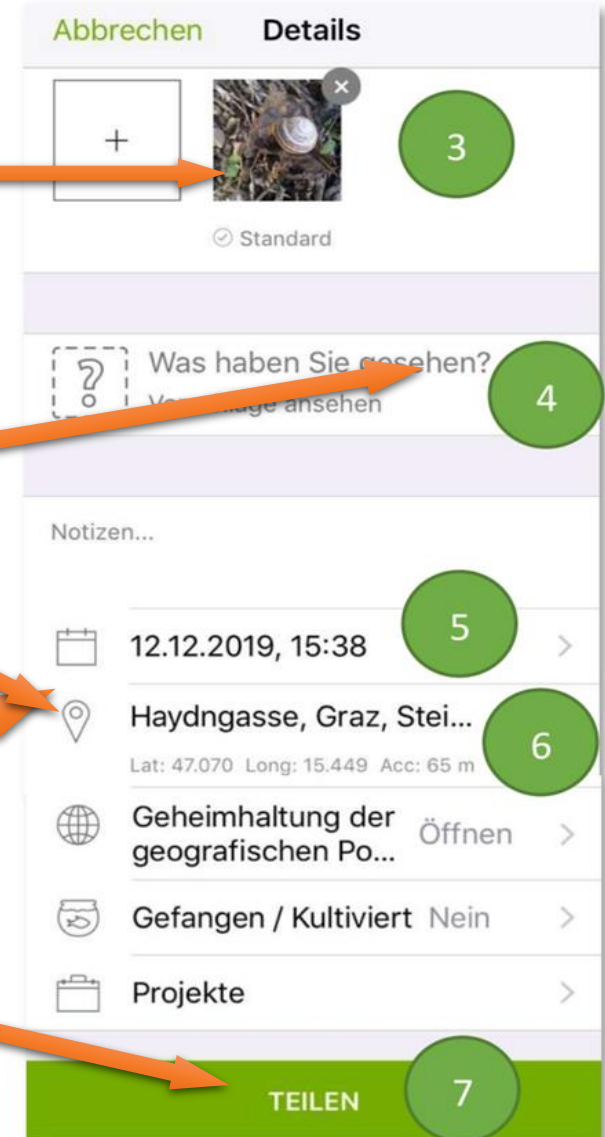 Abbrechen Details
+
3
Standard
? Was haben Sie gesehen?
ansehen
4
Notizen...
5
12.12.2019, 15:38
Haydngasse, Graz, Stei...
6
Lat: 47.070 Long: 15.449 Acc: 65 m
Geheimhaltung der
geografischen Po...
Öffnen
Gefangen / Kultiviert Nein
Projekte
TEILEN
7